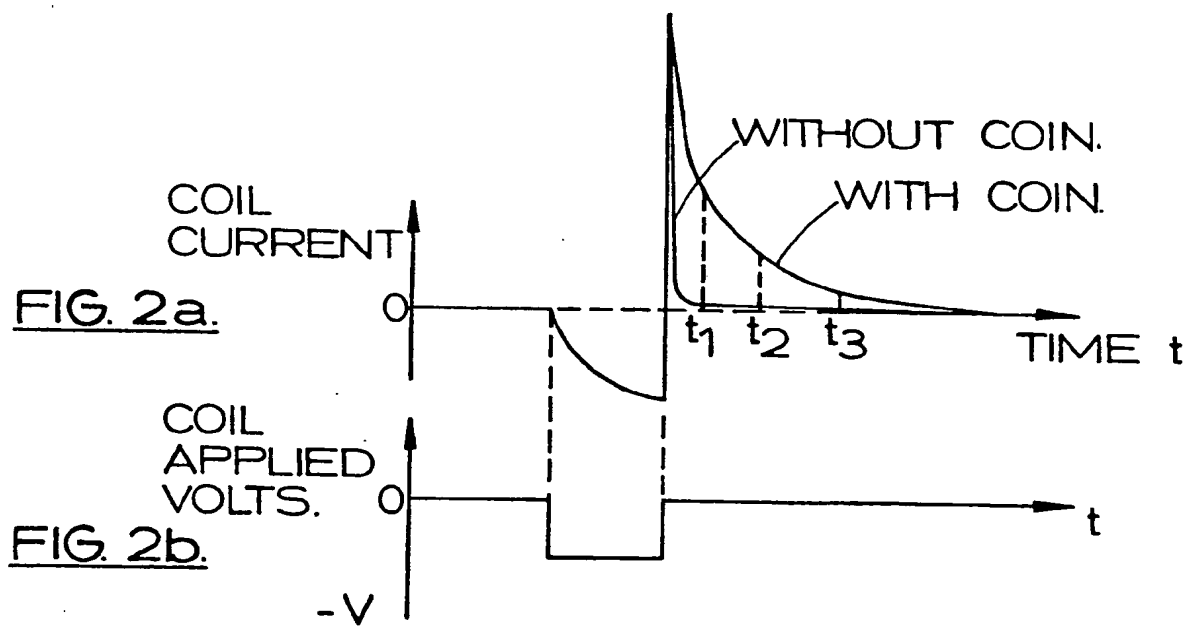 WITHOUT COIN.
WITH COIN.
COIL
CURRENT
0
FIG. 2a.
t1 t2 t3
TIME t
COIL
APPLIED
VOLTS.
0
t
FIG. 2b.
-V